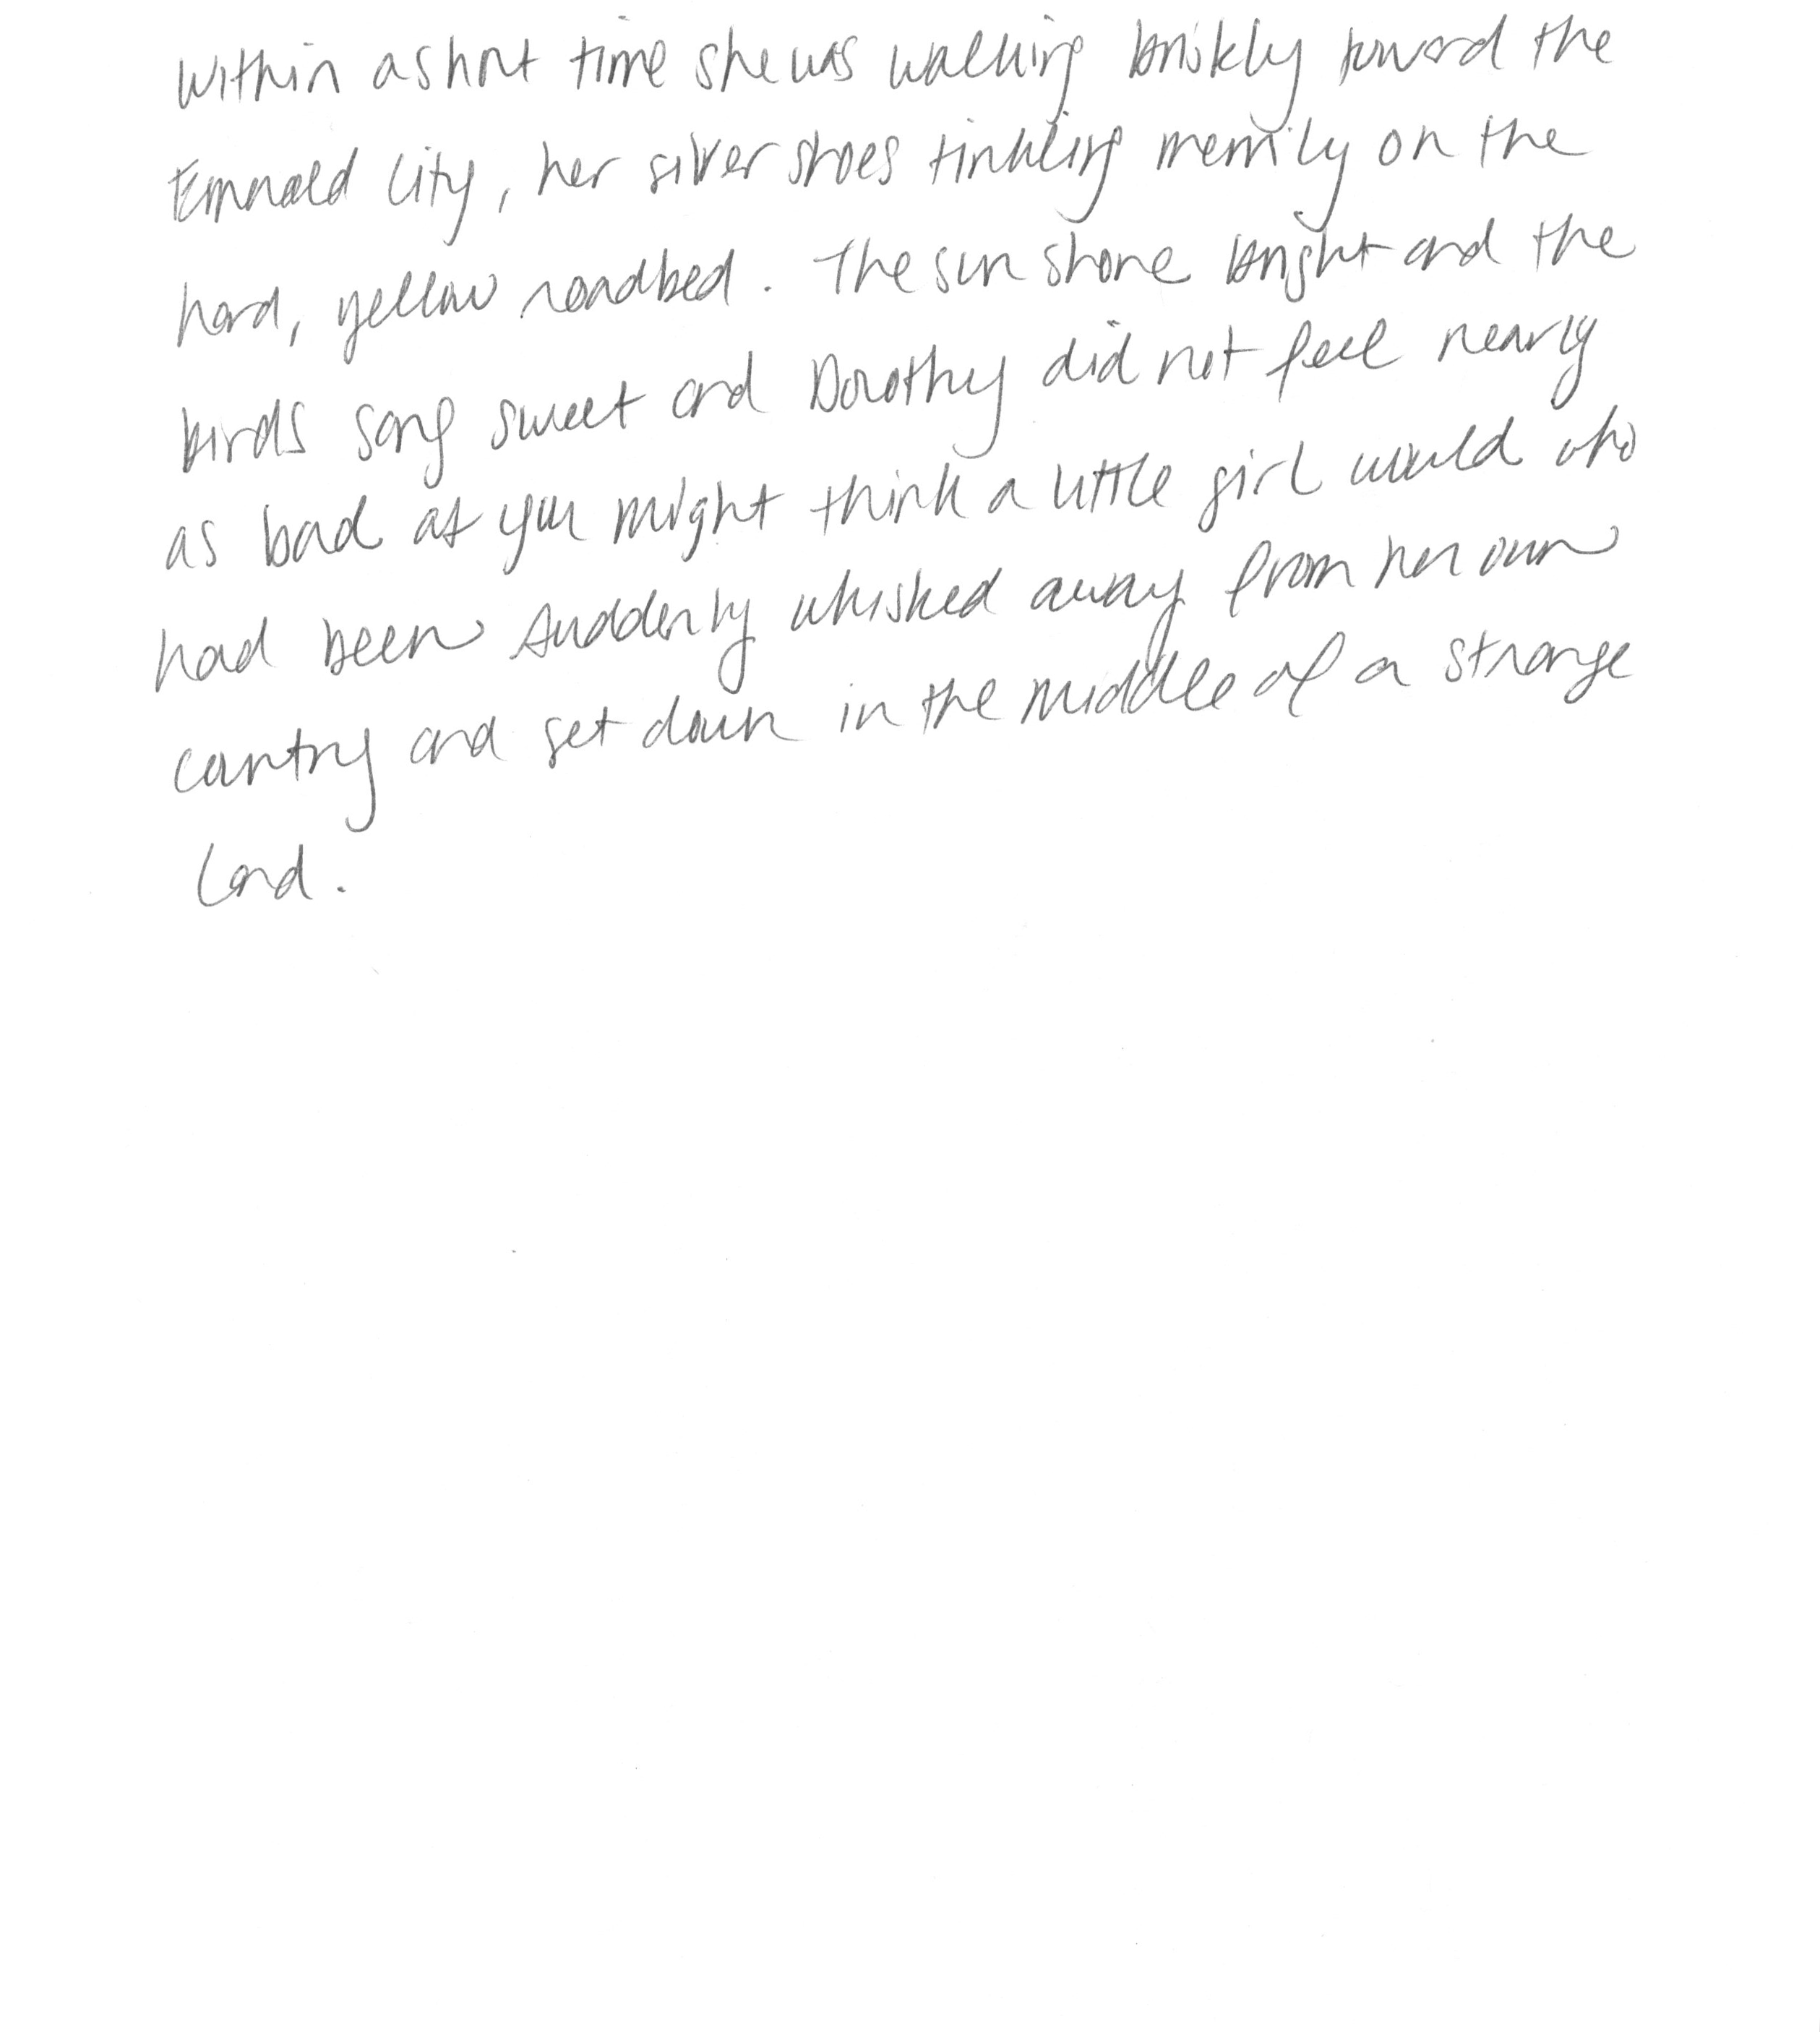 Within a short time she was walking briskly toward the
Emerald City, her silver shoes tinkling merrily on the
hard, yellow roadbed. The sun shone bright and the
birds sang sweet and Dorothy did not feel nearly
as bad as you might think a little girl would who
had been suddenly whisked away from her own
country and set down in the middle of a strange
land.